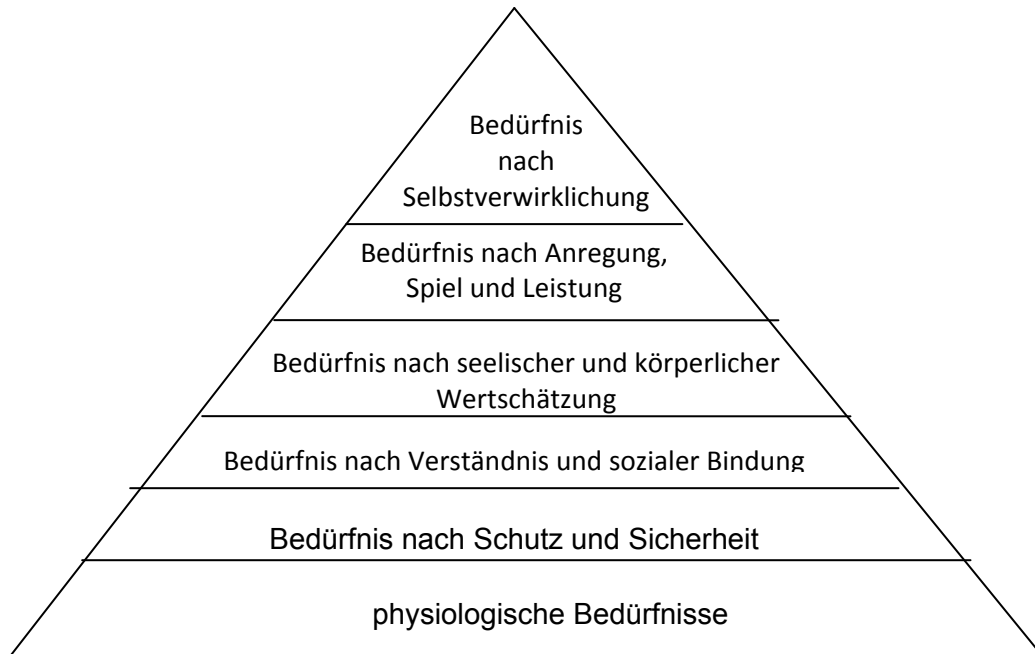 Bedürfnis
nach
Selbstverwirklichung
Bedürfnis nach Anregung,
Spiel und Leistung
Bedürfnis nach seelischer und körperlicher
Wertschätzung
Bedürfnis nach Verständnis und sozialer Bindung
Bedürfnis nach Schutz und Sicherheit
physiologische Bedürfnisse